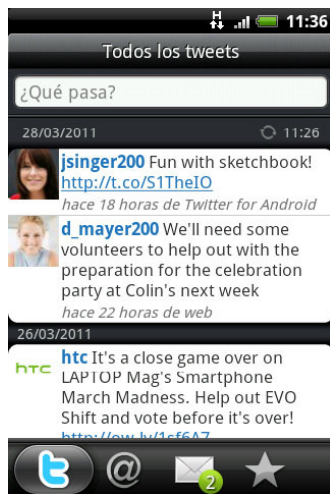 H 11:36
Todos los tweets
¿Qué pasa?
28/03/2011 11:26
jsinger200 Fun with sketchbook!
http://t.co/S1TheIO
hace 18 horas de Twitter for Android
d_mayer200 We'll need some
volunteers to help out with the
preparation for the celebration
party at Colin's next week
hace 22 horas de web
26/03/2011
hTC htc It's a close game over on
LAPTOP Mag's Smartphone
March Madness. Help out EVO
Shift and vote before it's over!
http://ow.ly/1sf6A7
@ 2